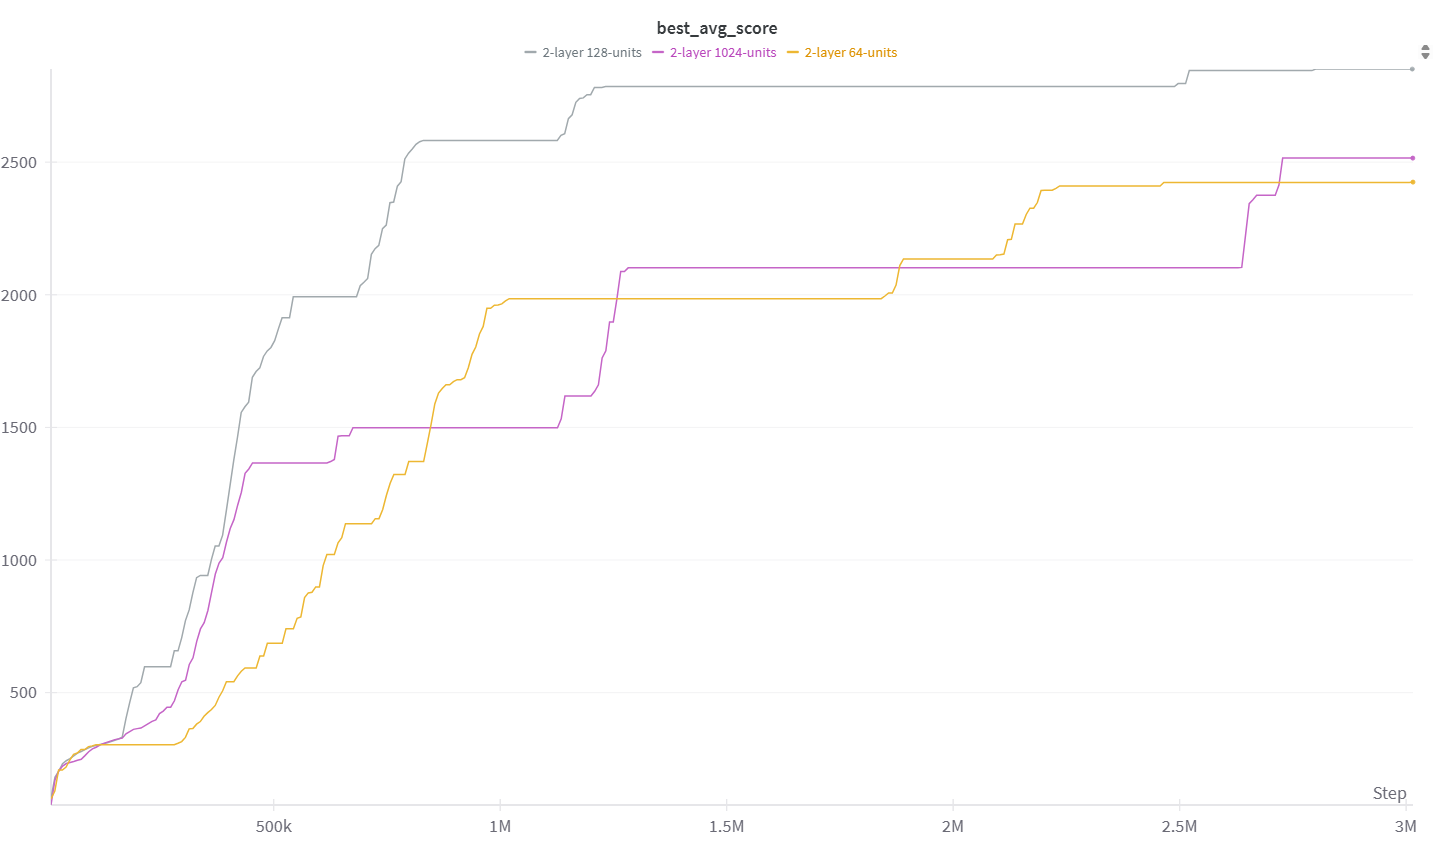 best_avg_score
2-layer 128-units 2-layer 1024-units 2-layer 64-units
2500
2000
1500
1000
500
Step
500k 1M 1.5M 2M 2.5M 3M